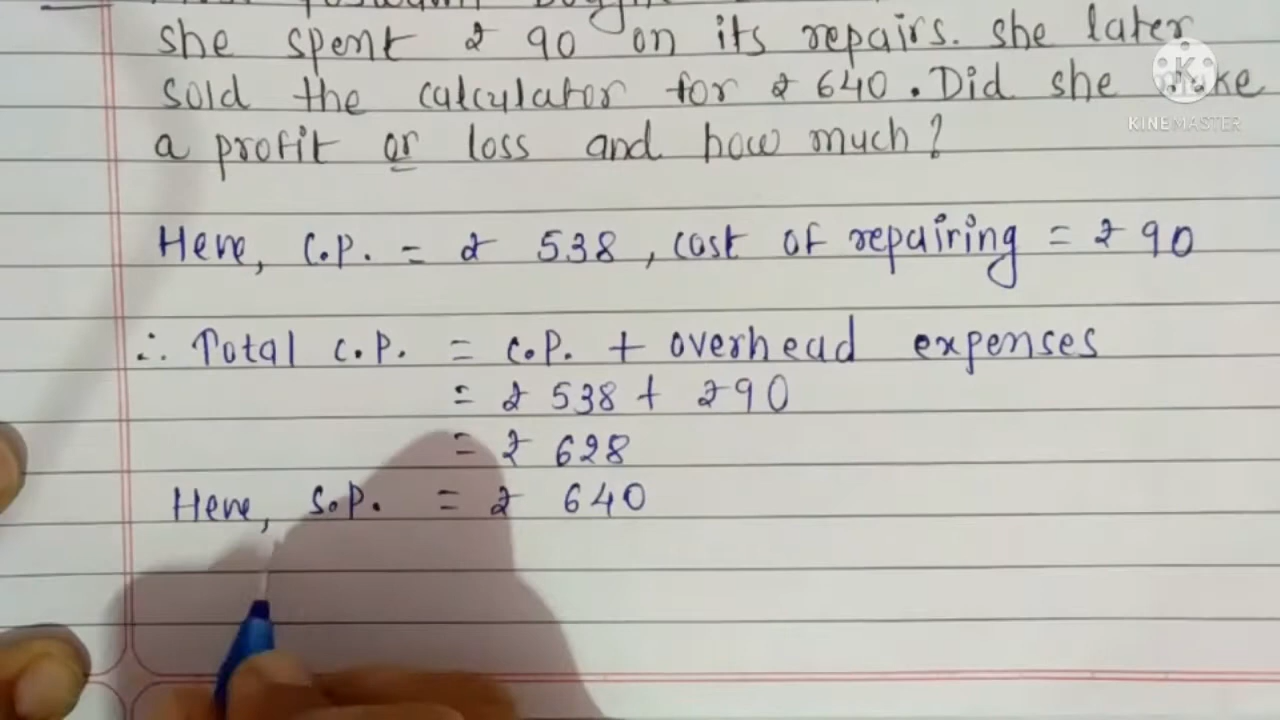 she spent ₹ 90 on its repairs. she later
sold the calculator for ₹ 640. Did she make
a profit or loss and how much?
Here, C.P. = ₹ 538, cost of repairing = ₹ 90
∴ Total C.P. = C.P. + overhead expenses
= ₹ 538 + ₹ 90
= ₹ 628
Here, S.P. = ₹ 640
K
KINEMASTER